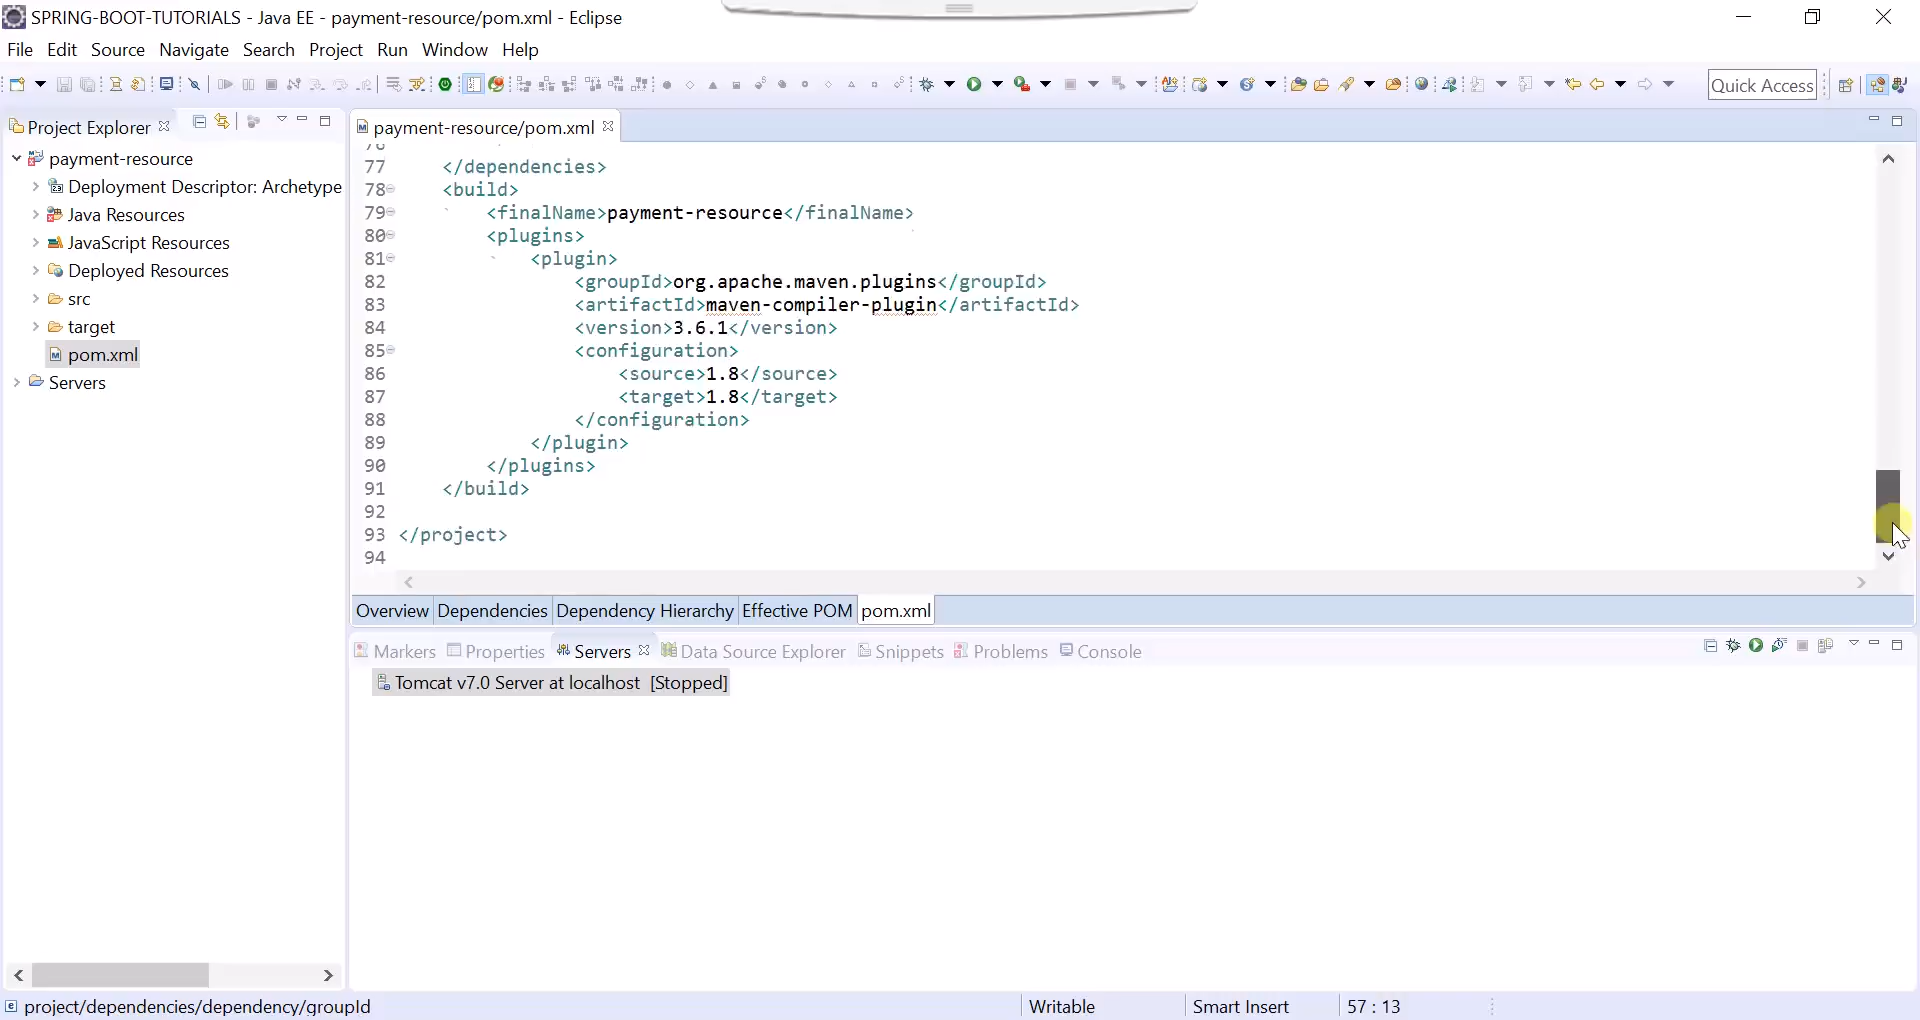 SPRING-BOOT-TUTORIALS - Java EE - payment-resource/pom.xml - Eclipse
File Edit Source Navigate Search Project Run Window Help
Quick Access
Project Explorer
payment-resource/pom.xml
payment-resource
Deployment Descriptor: Archetype
Java Resources
JavaScript Resources
Deployed Resources
src
target
pom.xml
Servers
77 </dependencies>
78 <build>
79 <finalName>payment-resource</finalName>
80 <plugins>
81 <plugin>
82 <groupId>org.apache.maven.plugins</groupId>
83 <artifactId>maven-compiler-plugin</artifactId>
84 <version>3.6.1</version>
85 <configuration>
86 <source>1.8</source>
87 <target>1.8</target>
88 </configuration>
89 </plugin>
90 </plugins>
91 </build>
92
93 </project>
94
Overview Dependencies Dependency Hierarchy Effective POM pom.xml
Markers Properties Servers Data Source Explorer Snippets Problems Console
Tomcat v7.0 Server at localhost [Stopped]
project/dependencies/dependency/groupId Writable Smart Insert 57 : 13